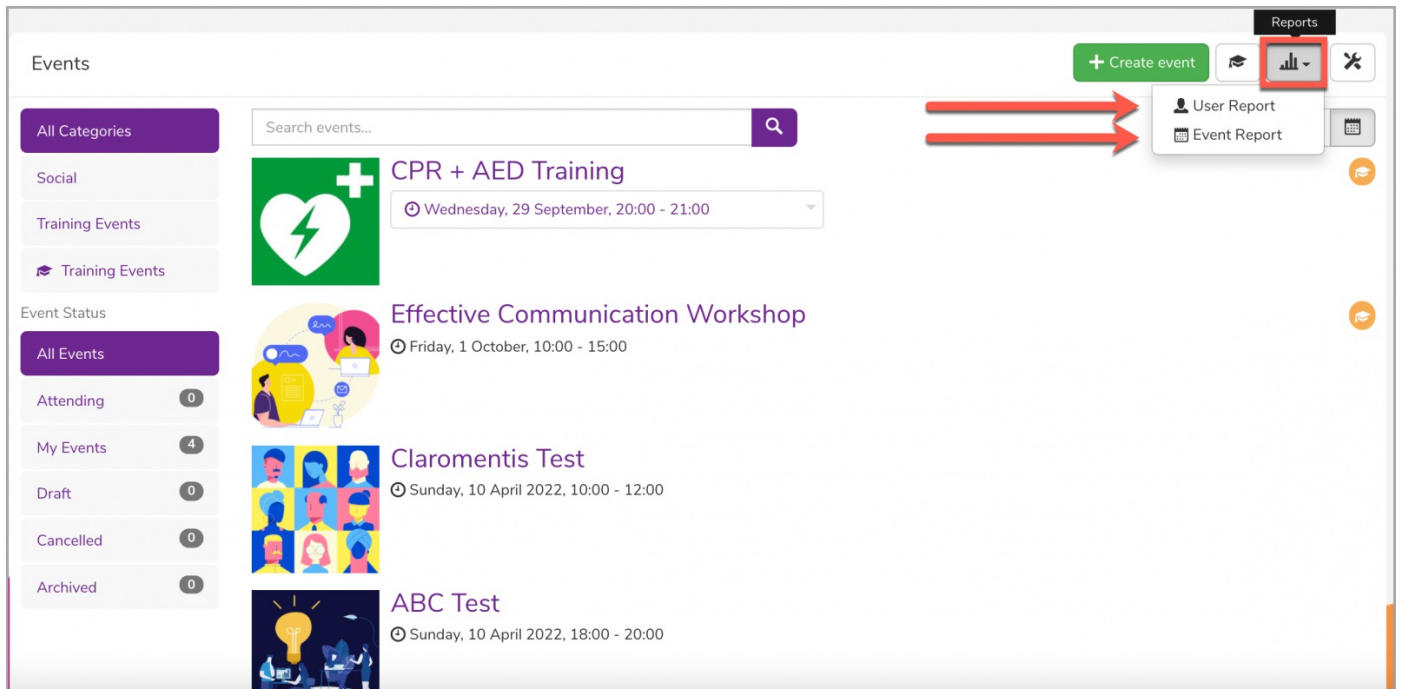 Reports
Events
+ Create event
User Report
Event Report
All Categories
Social
Training Events
Training Events
Event Status
All Events
Attending 0
My Events 4
Draft 0
Cancelled 0
Archived 0
Search events...
CPR + AED Training
Wednesday, 29 September, 20:00 - 21:00
Effective Communication Workshop
Friday, 1 October, 10:00 - 15:00
Claromentis Test
Sunday, 10 April 2022, 10:00 - 12:00
ABC Test
Sunday, 10 April 2022, 18:00 - 20:00